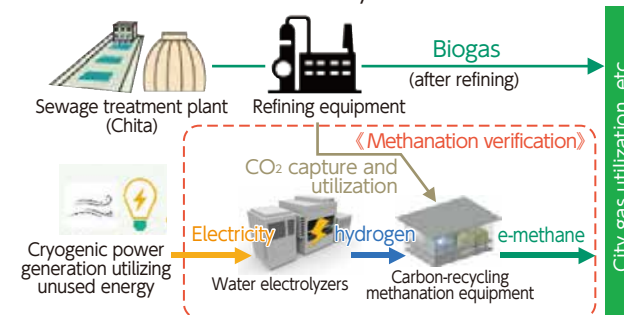 Biogas
(after refining)
Sewage treatment plant
(Chita)
Refining equipment
《Methanation verification》
CO2 capture and
utilization
Electricity
hydrogen
e-methane
Cryogenic power
generation utilizing
unused energy
Water electrolyzers
Carbon-recycling
methanation equipment
City gas utilization, etc.